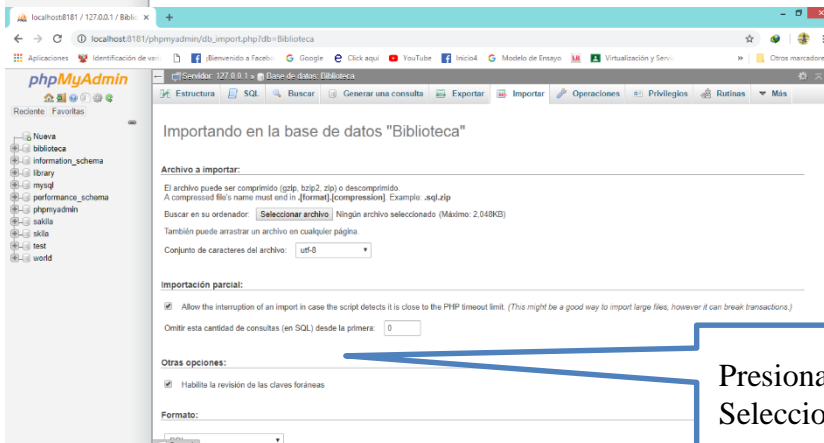 localhost8181 / 127.0.0.1 / Biblio
localhost:8181/phpmyadmin/db_import.php?db=Biblioteca
Aplicaciones Identificación de veri ¡Bienvenido a Facebo Google Click aquí YouTube Inicio4 Modelo de Ensayo Virtualización y Servi » Otros marcadore
phpMyAdmin
Reciente Favoritas
Nueva
biblioteca
information_schema
library
mysql
performance_schema
phpmyadmin
sakila
skila
test
world
Servidor: 127.0.0.1 » Base de datos: Biblioteca
Estructura SQL Buscar Generar una consulta Exportar Importar Operaciones Privilegios Rutinas Más
Importando en la base de datos "Biblioteca"
Archivo a importar:
El archivo puede ser comprimido (gzip, bzip2, zip) o descomprimido.
A compressed file's name must end in .[format].[compression]. Example: .sql.zip
Buscar en su ordenador: Seleccionar archivo Ningún archivo seleccionado (Máximo: 2,048KB)
También puede arrastrar un archivo en cualquier página.
Conjunto de caracteres del archivo: utf-8
Importación parcial:
Allow the interruption of an import in case the script detects it is close to the PHP timeout limit. (This might be a good way to import large files, however it can break transactions.)
Omitir esta cantidad de consultas (en SQL) desde la primera: 0
Otras opciones:
Habilite la revisión de las claves foráneas
Formato:
SQL
Presiona
Seleccio